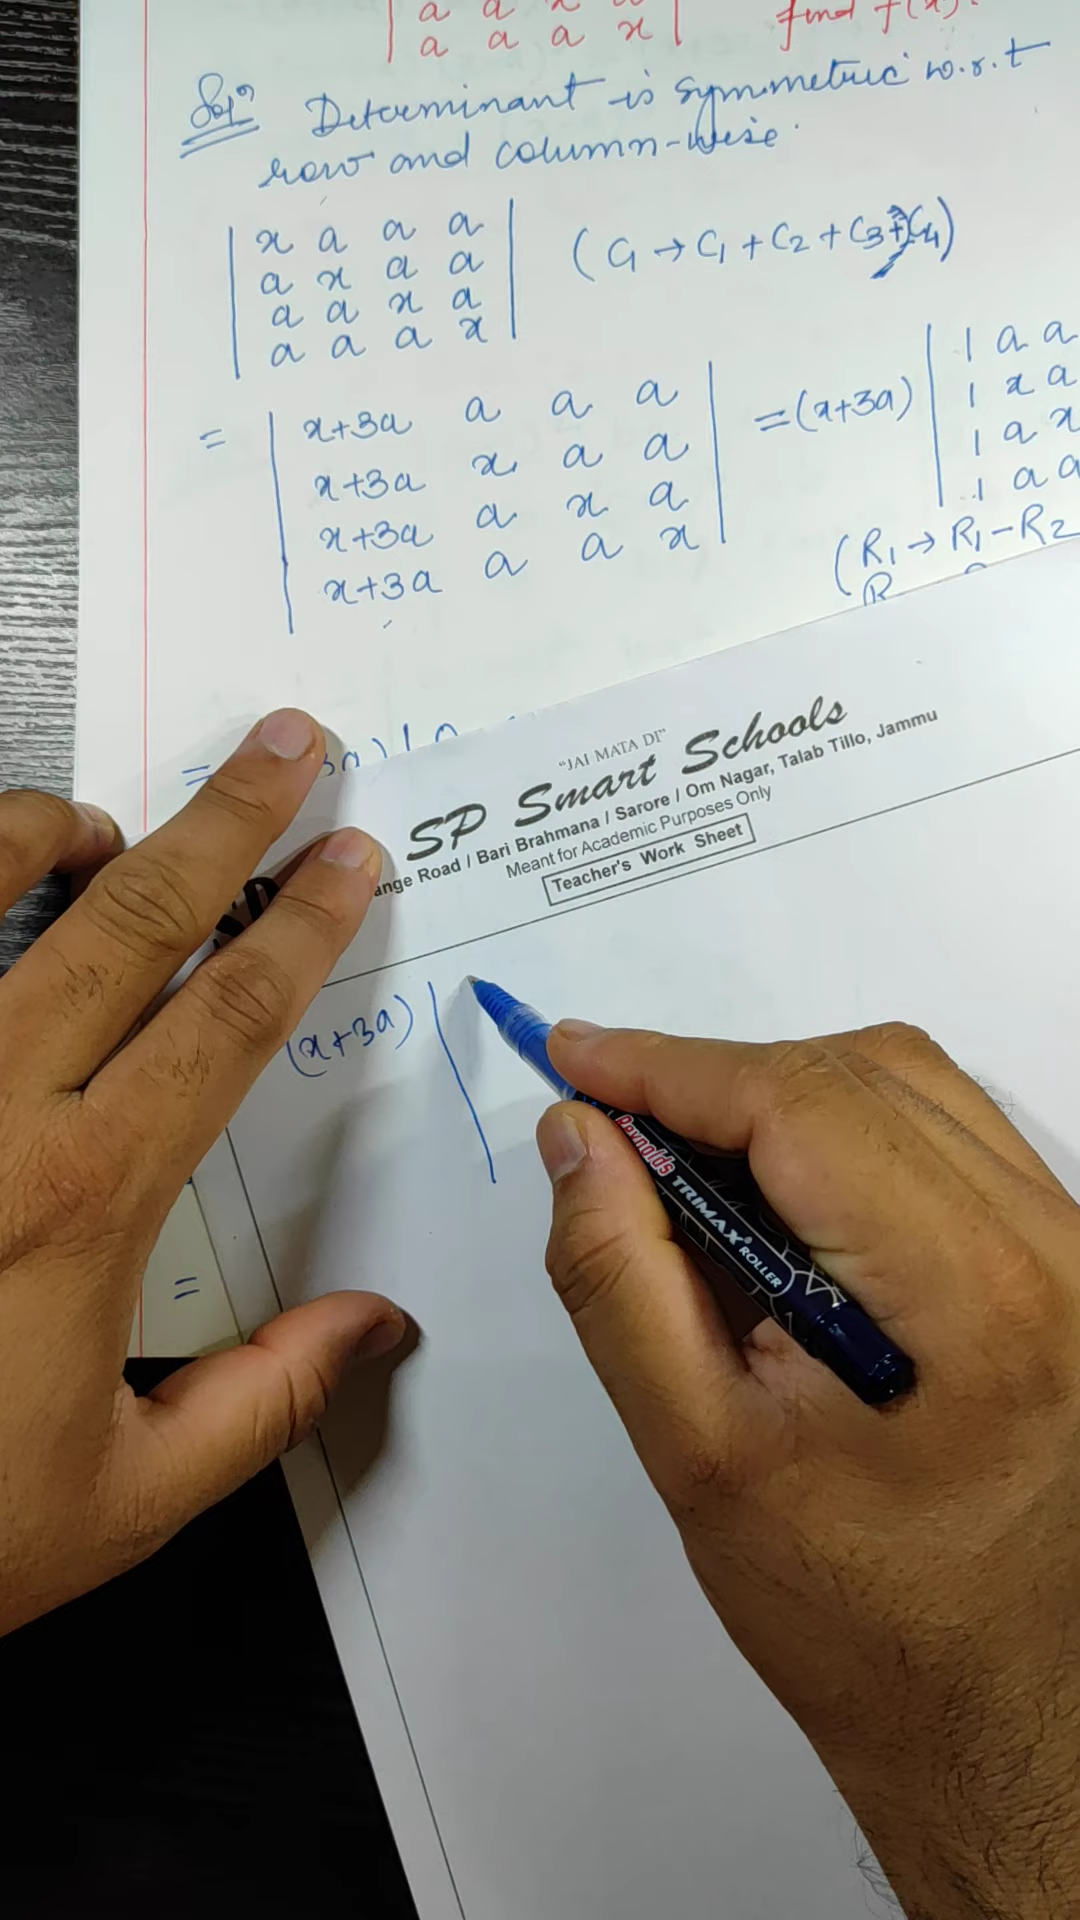 a a x a
a a a x find f(x).
Solⁿ Determinant is symmetric w.r.t
row and column-wise.
x a a a
a x a a (C₁ → C₁ + C₂ + C₃ + C₄)
a a x a
a a a x
= x+3a a a a = (x+3a) 1 a a
x+3a x a a 1 x a
x+3a a x a 1 a x
x+3a a a x 1 a a
(R₁ → R₁ - R₂
R
= 3a)
"JAI MATA DI"
SP Smart Schools
ange Road / Bari Brahmana / Sarore / Om Nagar, Talab Tillo, Jammu
Meant for Academic Purposes Only
Teacher's Work Sheet
(x+3a)
Reynolds TRIMAX® ROLLER
=